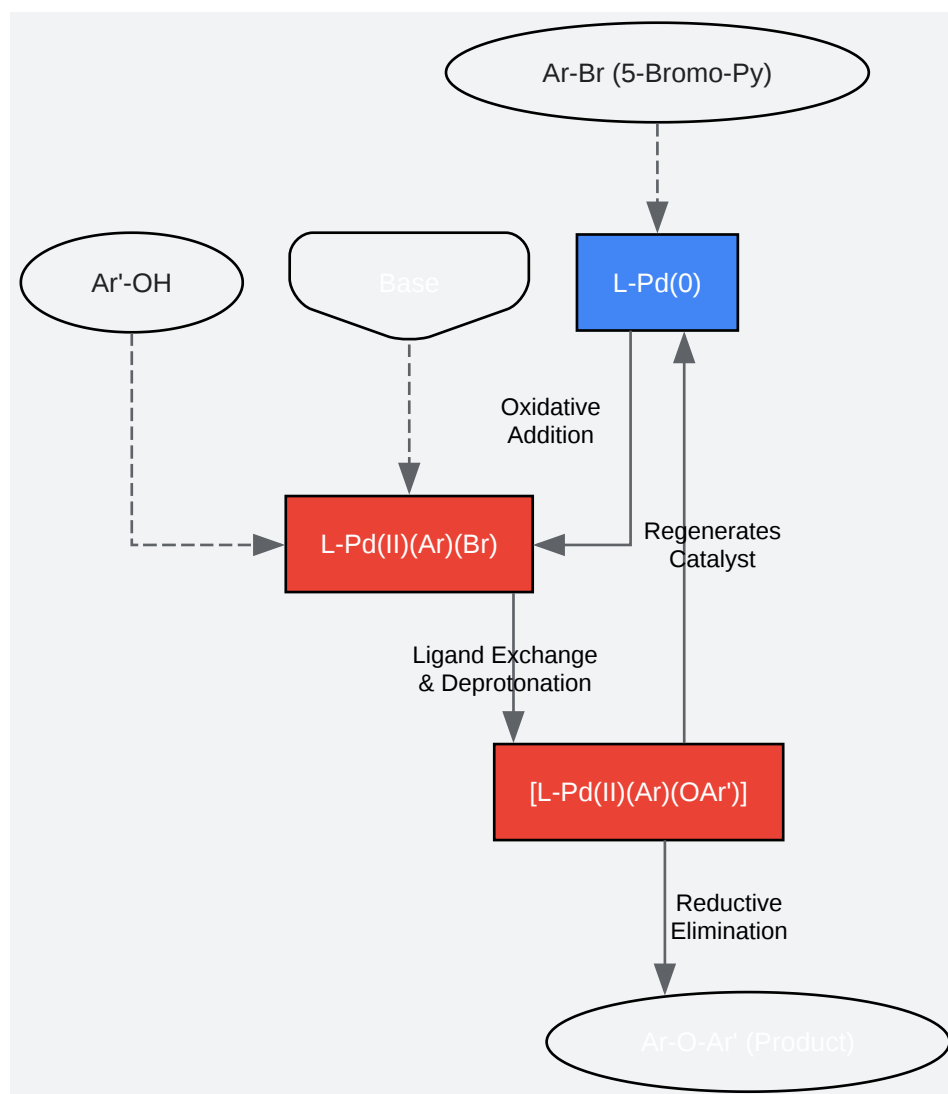 Ar-Br (5-Bromo-Py)
Ar'-OH
Base
L-Pd(0)
Oxidative
Addition
L-Pd(II)(Ar)(Br)
Regenerates
Catalyst
Ligand Exchange
& Deprotonation
[L-Pd(II)(Ar)(OAr')]
Reductive
Elimination
Ar-O-Ar' (Product)